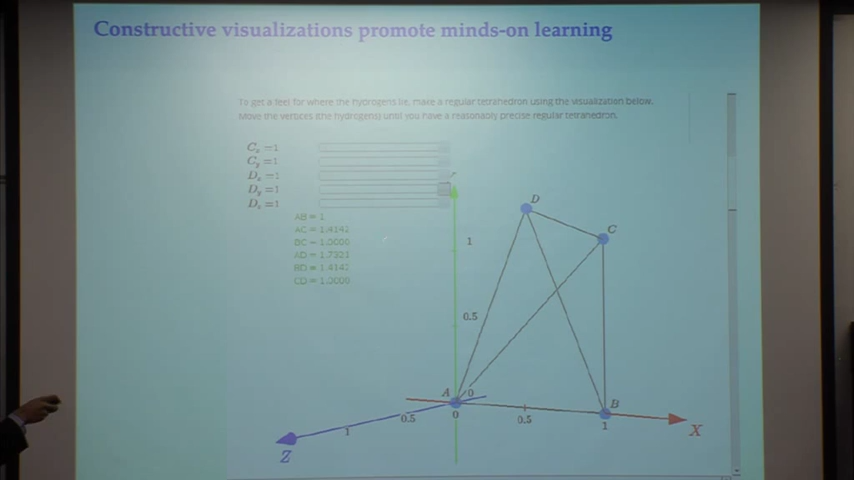 Constructive visualizations promote minds-on learning
To get a feel for where the hydrogens lie, make a regular tetrahedron using the visualization below.
Move the vertices (the hydrogens) until you have a reasonably precise regular tetrahedron.
Cx =1
Cy =1
Dx =1
Dy =1
Dz =1
AB = 1
AC = 1.4142
BC = 1.0000
AD = 1.7321
BD = 1.4142
CD = 1.0000
D
C
1
0.5
A
0
B
0
0.5
1
X
0.5
1
Z